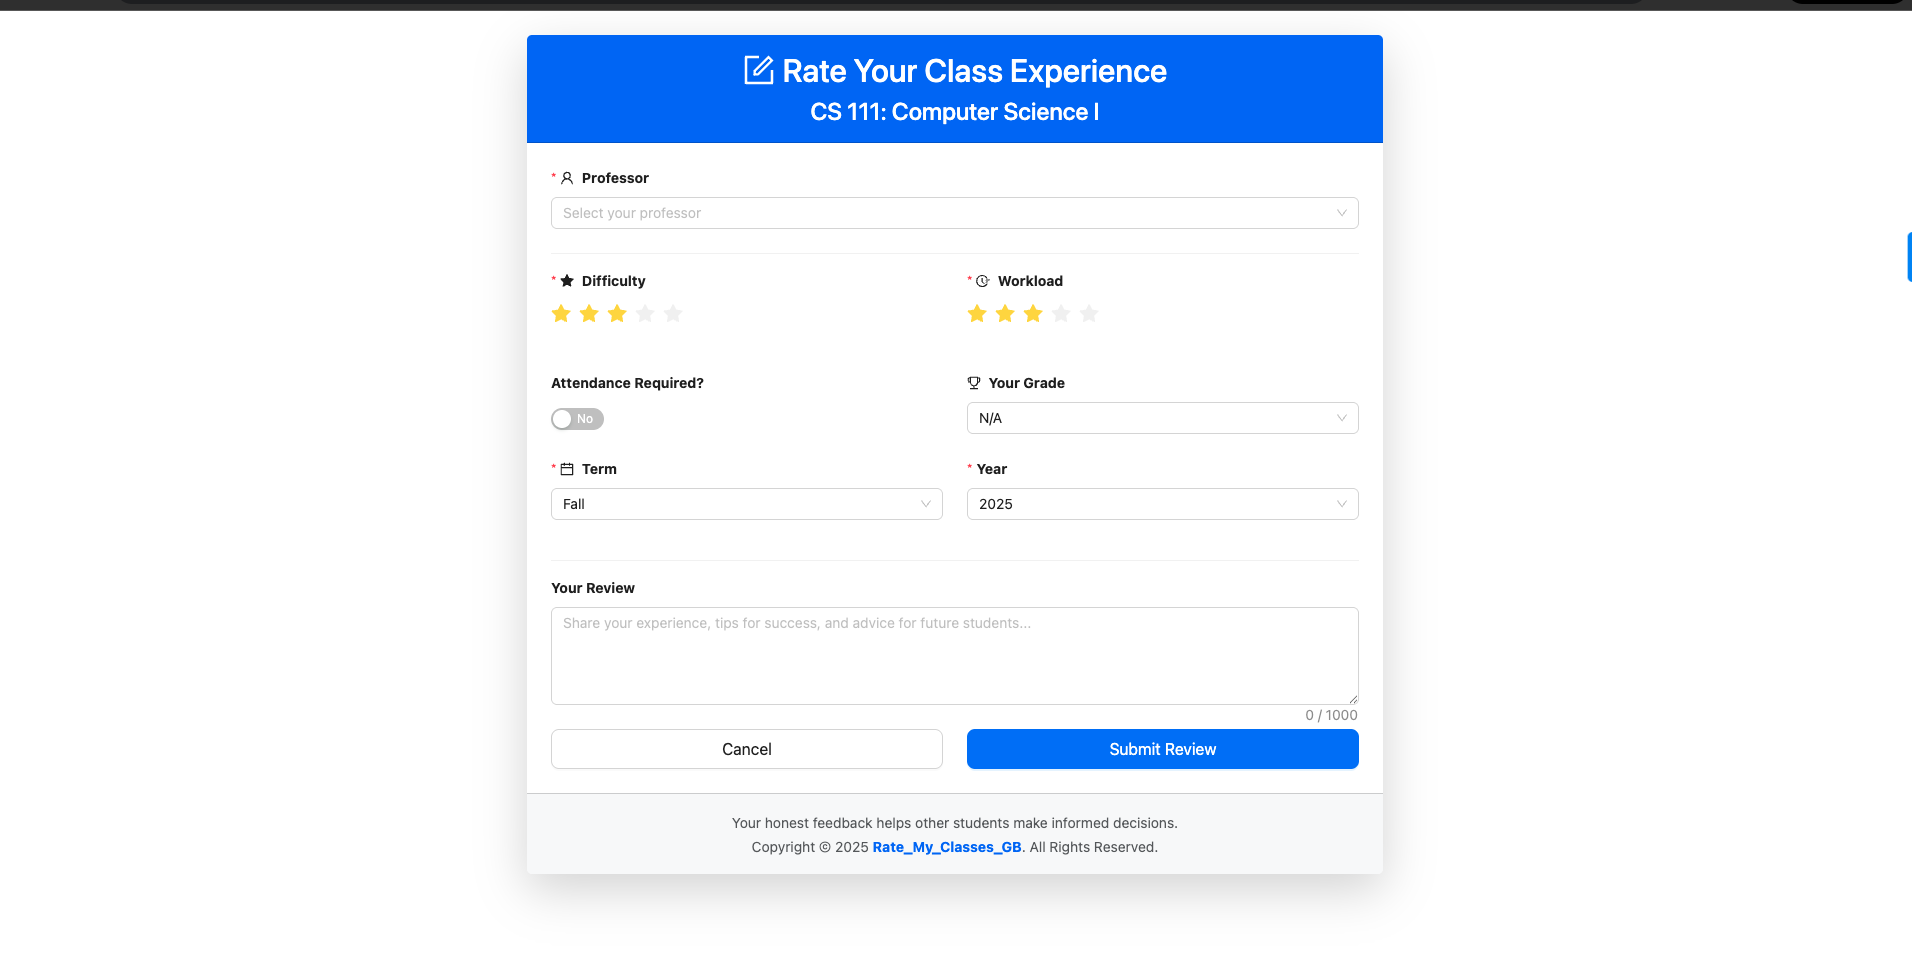 Rate Your Class Experience
CS 111: Computer Science I
* Professor
Select your professor
* Difficulty
* Workload
Attendance Required?
Your Grade
No
N/A
* Term
* Year
Fall
2025
Your Review
Share your experience, tips for success, and advice for future students...
0 / 1000
Cancel
Submit Review
Your honest feedback helps other students make informed decisions.
Copyright © 2025 Rate_My_Classes_GB. All Rights Reserved.